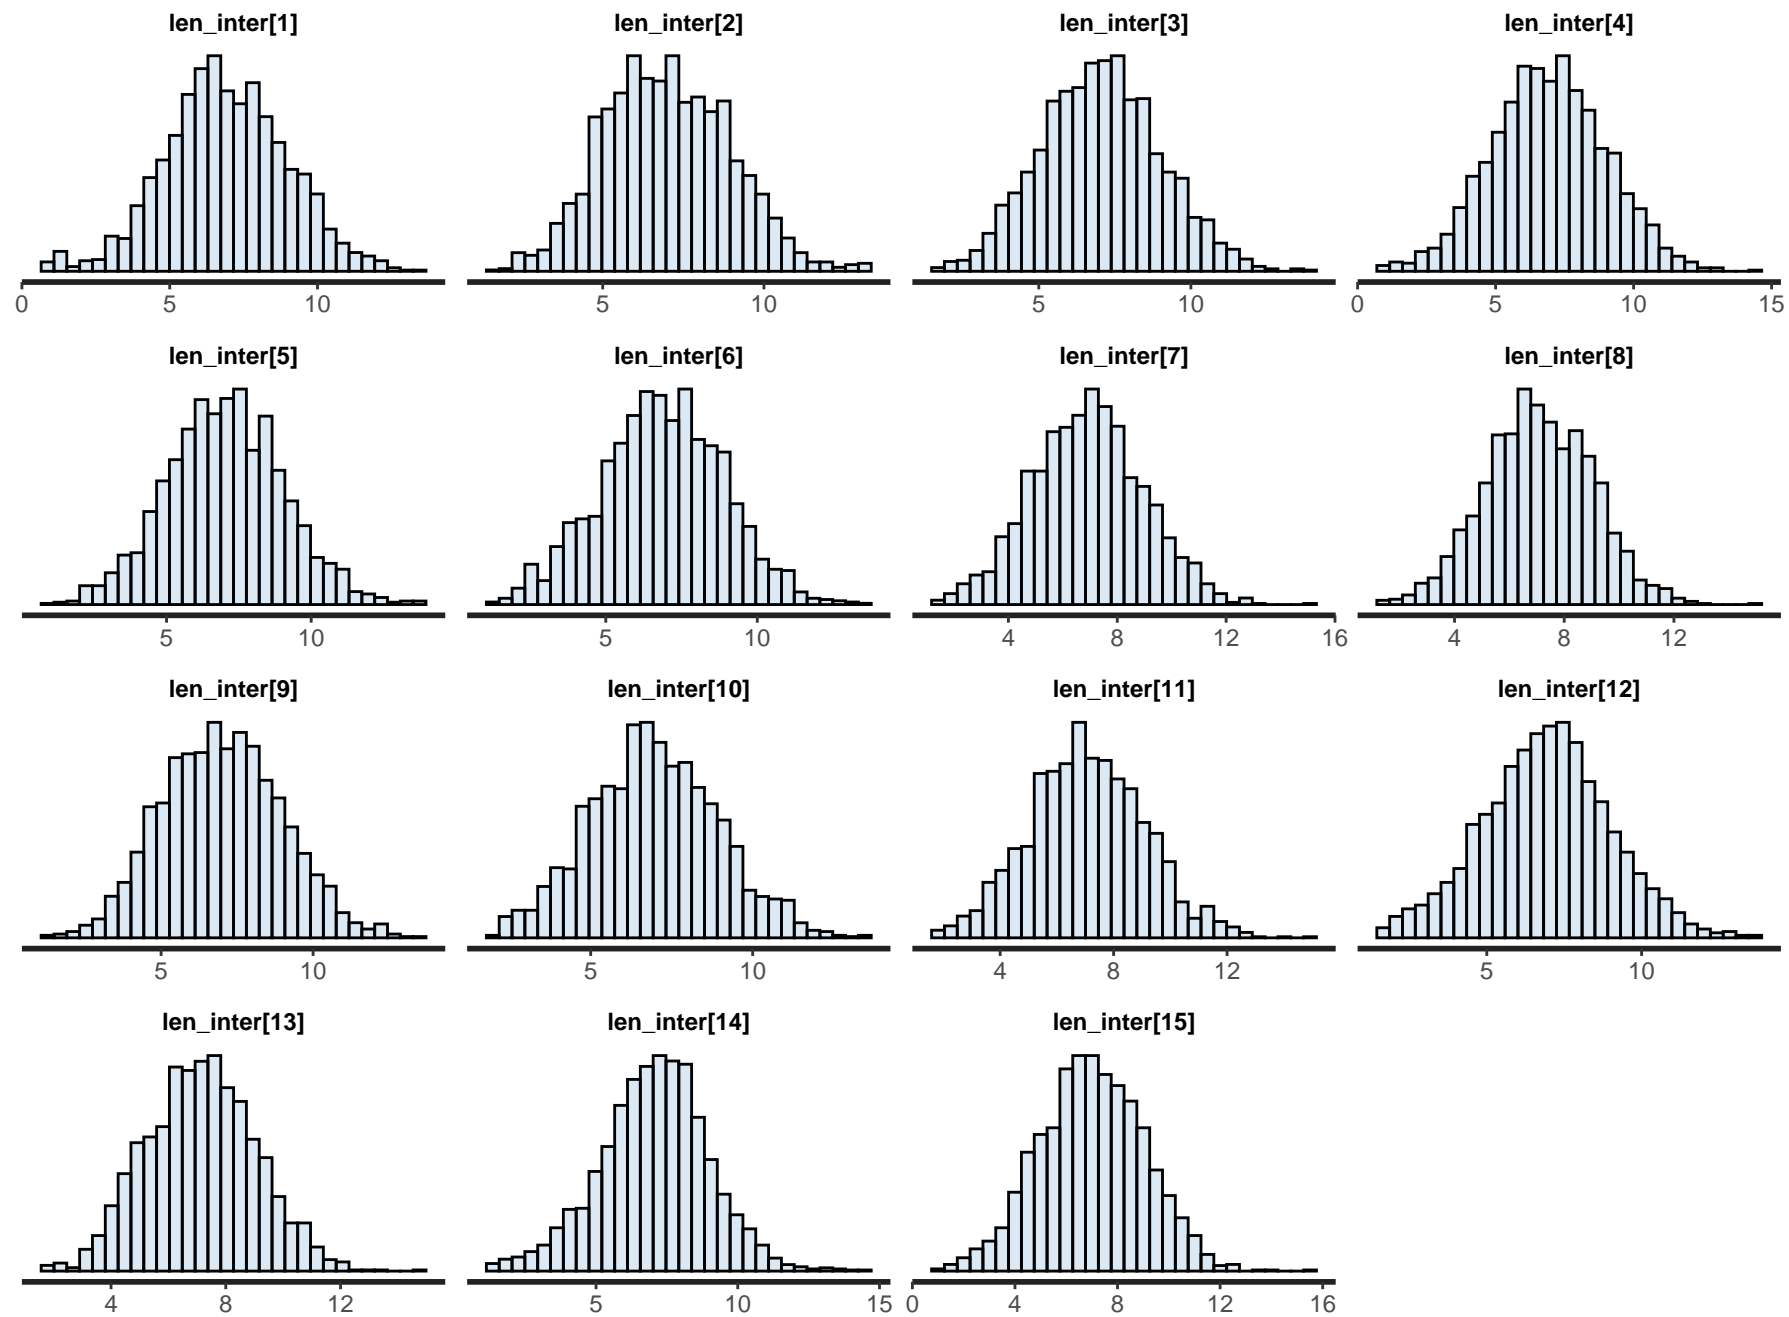 len_inter[1] len_inter[2] len_inter[3] len_inter[4]
0 5 10 5 10 5 10 0 5 10 15
len_inter[5] len_inter[6] len_inter[7] len_inter[8]
5 10 5 10 4 8 12 16 4 8 12
len_inter[9] len_inter[10] len_inter[11] len_inter[12]
5 10 5 10 4 8 12 5 10
len_inter[13] len_inter[14] len_inter[15]
4 8 12 5 10 15 0 4 8 12 16